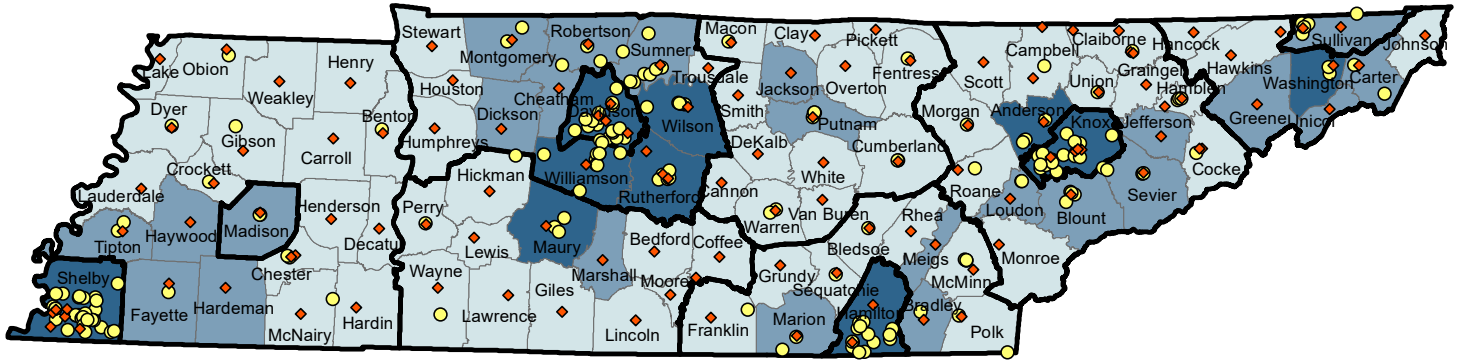 Lake
Obion
Weakley
Henry
Stewart
Montgomery
Robertson
Sumner
Macon
Clay
Pickett
Fentress
Scott
Campbell
Claiborne
Hancock
Hawkins
Sullivan
Johnson
Houston
Cheatham
Dickson
Trousdale
Smith
Jackson
Overton
Union
Grainger
Hamblen
Washington
Carter
Greene
Unicoi
Dyer
Gibson
Benton
Carroll
Humphreys
Davidson
Wilson
Putnam
Morgan
Anderson
Knox
Jefferson
Crockett
Lauderdale
Hickman
Williamson
Rutherford
DeKalb
White
Cumberland
Roane
Cocke
Sevier
Haywood
Madison
Henderson
Decatu
Perry
Cannon
Van Buren
Warren
Rhea
Loudon
Blount
Tipton
Lewis
Maury
Bedford
Coffee
Bledsoe
Meigs
Monroe
Shelby
Chester
Wayne
Marshall
Moore
Grundy
Sequatchie
McMinn
Fayette
Hardeman
McNairy
Hardin
Lawrence
Giles
Lincoln
Franklin
Marion
Hamilton
Bradley
Polk